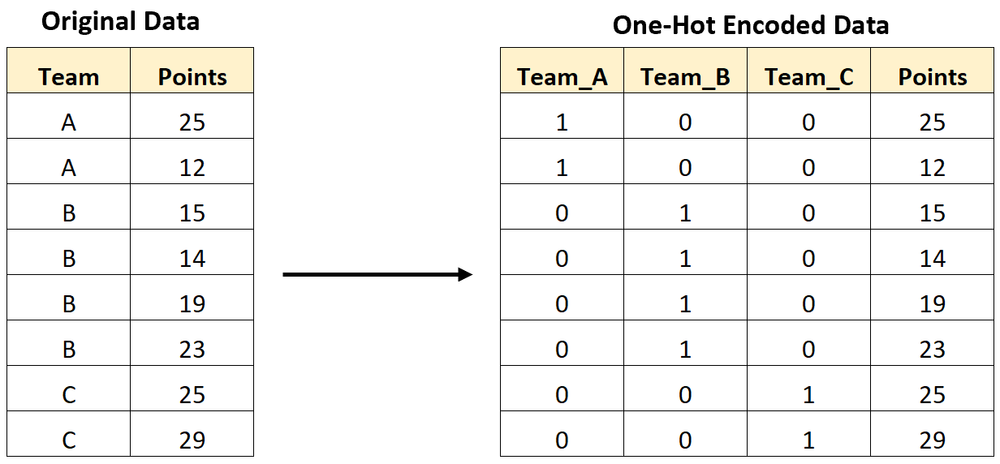 Original Data
One-Hot Encoded Data
Team Points
Team_A Team_B Team_C Points
A 25
1 0 0 25
A 12
1 0 0 12
B 15
0 1 0 15
B 14
0 1 0 14
B 19
0 1 0 19
B 23
0 1 0 23
C 25
0 0 1 25
C 29
0 0 1 29